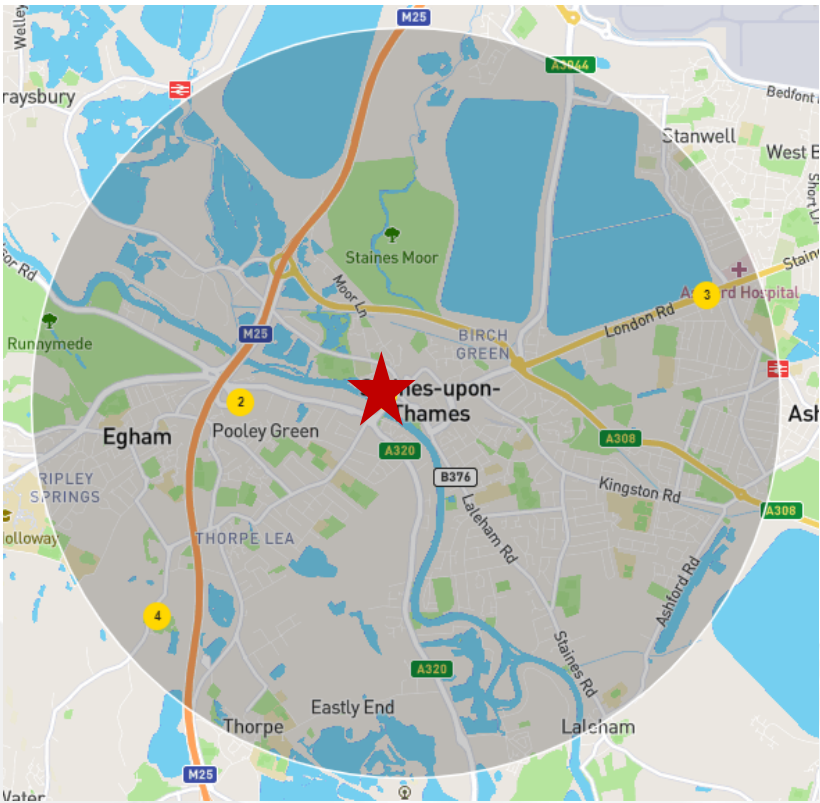 M25
Welley
raysbury
A3044
Bedfont
Stanwell
West B
Short L
Staines Moor
Staine
sor Rd
Moor Ln
3
Ashford Hospital
London Rd
M25
Runnymede
BIRCH
GREEN
2
nes-upon-
Thames
Egham
Pooley Green
Ash
A308
A320
B376
RIPLEY
SPRINGS
Kingston Rd
A308
olloway
THORPE LEA
Laleham Rd
Ashford Rd
4
Staines Rd
A320
Eastly End
Thorpe
Laleham
M25
Water